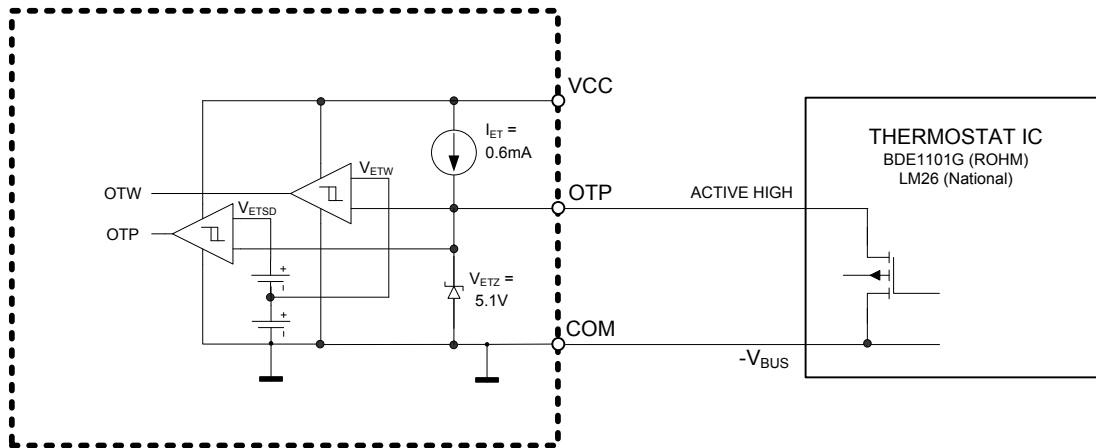 VCC
I_ET =
0.6mA
THERMOSTAT IC
BDE1101G (ROHM)
LM26 (National)
V_ETW
OTW
OTP
ACTIVE HIGH
V_ETSD
OTP
+
-
+
-
V_ETZ =
5.1V
COM
-V_BUS